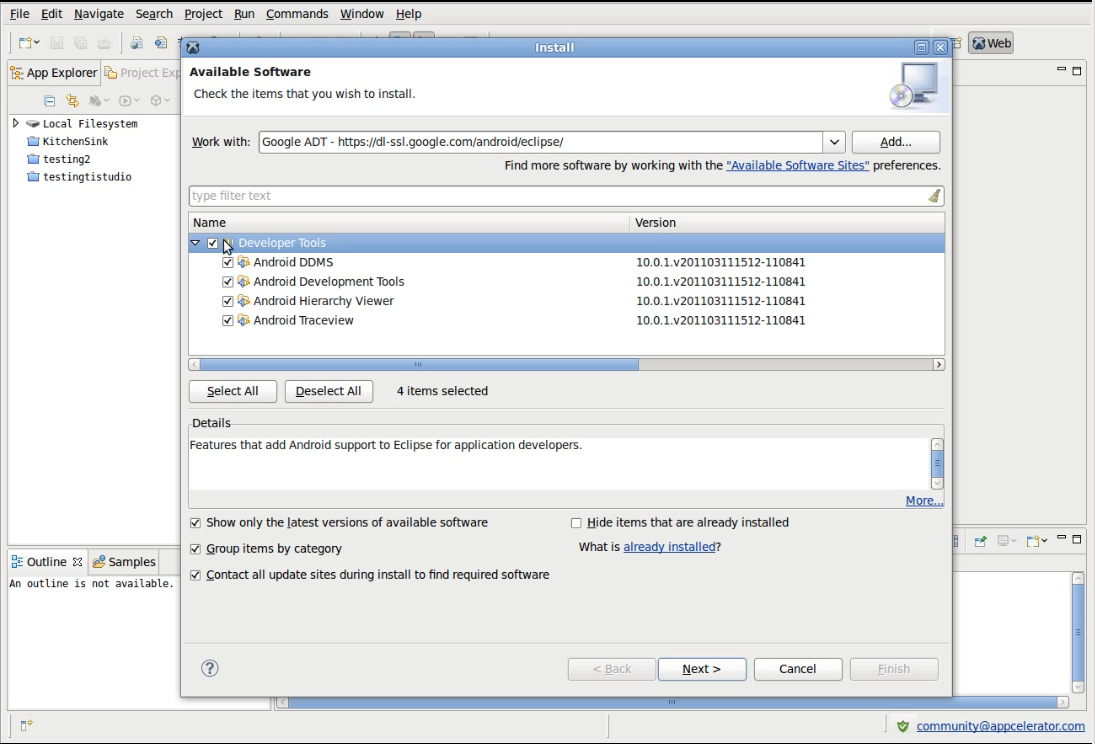 File Edit Navigate Search Project Run Commands Window Help
Install
Web
App Explorer Project Exp
Available Software
Check the items that you wish to install.
Local Filesystem
KitchenSink
testing2
testingtistudio
Work with: Google ADT - https://dl-ssl.google.com/android/eclipse/ Add...
Find more software by working with the "Available Software Sites" preferences.
type filter text
Name Version
Developer Tools
Android DDMS 10.0.1.v201103111512-110841
Android Development Tools 10.0.1.v201103111512-110841
Android Hierarchy Viewer 10.0.1.v201103111512-110841
Android Traceview 10.0.1.v201103111512-110841
Select All Deselect All 4 items selected
Details
Features that add Android support to Eclipse for application developers.
More...
Show only the latest versions of available software Hide items that are already installed
Group items by category What is already installed?
Contact all update sites during install to find required software
Outline Samples
An outline is not available.
? < Back Next > Cancel Finish
community@appcelerator.com